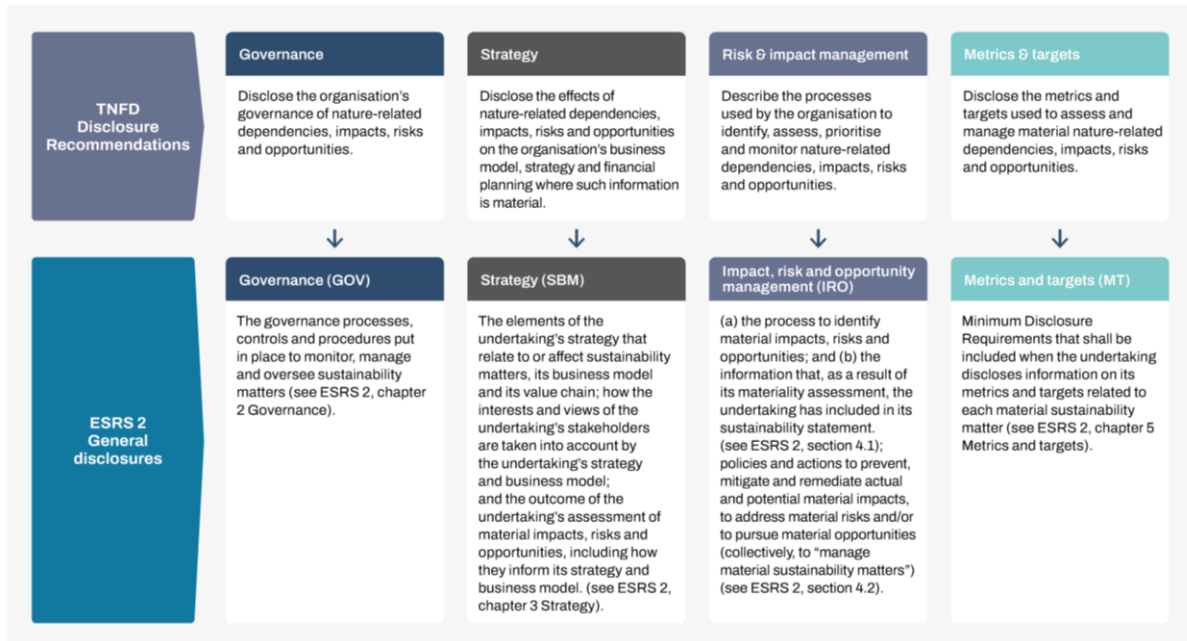 TNFD
Disclosure
Recommendations
Governance
Disclose the organisation's
governance of nature-related
dependencies, impacts, risks
and opportunities.
Strategy
Disclose the effects of
nature-related dependencies,
impacts, risks and opportunities
on the organisation's business
model, strategy and financial
planning where such information
is material.
Risk & impact management
Describe the processes
used by the organisation to
identify, assess, prioritise
and monitor nature-related
dependencies, impacts, risks
and opportunities.
Metrics & targets
Disclose the metrics and
targets used to assess and
manage material nature-related
dependencies, impacts, risks
and opportunities.
ESRS 2
General
disclosures
Governance (GOV)
The governance processes,
controls and procedures put
in place to monitor, manage
and oversee sustainability
matters (see ESRS 2, chapter
2 Governance).
Strategy (SBM)
The elements of the
undertaking's strategy that
relate to or affect sustainability
matters, its business model
and its value chain; how the
interests and views of the
undertaking's stakeholders
are taken into account by
the undertaking's strategy
and business model;
and the outcome of the
undertaking's assessment of
material impacts, risks and
opportunities, including how
they inform its strategy and
business model. (see ESRS 2,
chapter 3 Strategy).
Impact, risk and opportunity
management (IRO)
(a) the process to identify
material impacts, risks and
opportunities; and (b) the
information that, as a result of
its materiality assessment, the
undertaking has included in its
sustainability statement.
(see ESRS 2, section 4.1);
policies and actions to prevent,
mitigate and remediate actual
and potential material impacts,
to address material risks and/or
to pursue material opportunities
(collectively, to "manage
material sustainability matters")
(see ESRS 2, section 4.2).
Metrics and targets (MT)
Minimum Disclosure
Requirements that shall be
included when the undertaking
discloses information on its
metrics and targets related to
each material sustainability
matter (see ESRS 2, chapter 5
Metrics and targets).